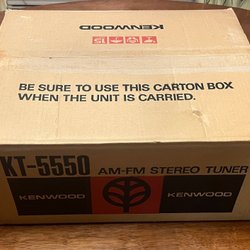 KENWOOD
BE SURE TO USE THIS CARTON BOX
WHEN THE UNIT IS CARRIED.
KT-5550 AM-FM STEREO TUNER
KENWOOD KENWOOD